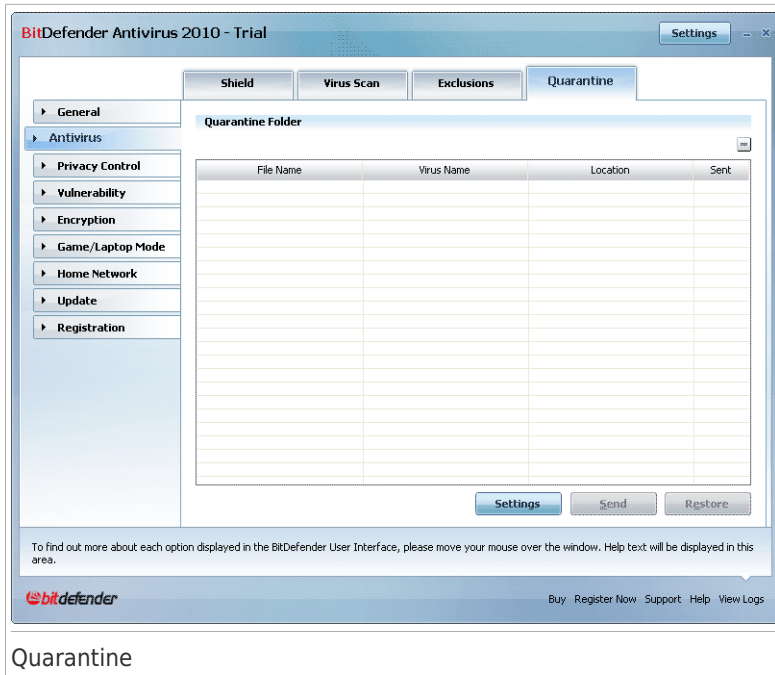 BitDefender Antivirus 2010 - Trial
Settings
Shield
Virus Scan
Exclusions
Quarantine
General
Antivirus
Privacy Control
Vulnerability
Encryption
Game/Laptop Mode
Home Network
Update
Registration
Quarantine Folder
File Name
Virus Name
Location
Sent
Settings
Send
Restore
To find out more about each option displayed in the BitDefender User Interface, please move your mouse over the window. Help text will be displayed in this
area.
bitdefender
Buy Register Now Support Help View Logs
Quarantine